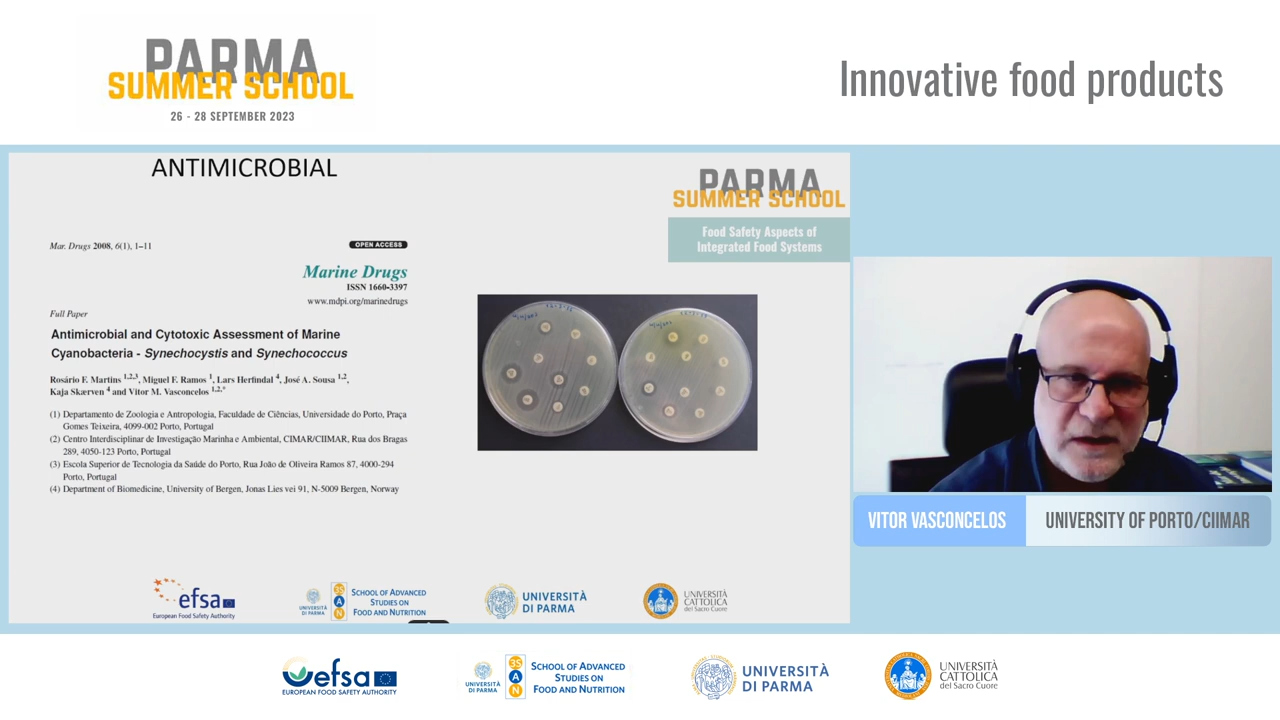 PARMA
SUMMER SCHOOL
26 - 28 SEPTEMBER 2023
Innovative food products
ANTIMICROBIAL
PARMA
SUMMER SCHOOL
Food Safety Aspects of
Integrated Food Systems
Mar. Drugs 2008, 6(1), 1–11
OPEN ACCESS
Marine Drugs
ISSN 1660-3397
www.mdpi.org/marinedrugs
Full Paper
Antimicrobial and Cytotoxic Assessment of Marine
Cyanobacteria - Synechocystis and Synechococcus
Rosário F. Martins 1,2,3, Miguel F. Ramos 1, Lars Herfindal 4, José A. Sousa 1,2,
Kaja Skærven 4 and Vitor M. Vasconcelos 1,2,*
(1) Departamento de Zoologia e Antropologia, Faculdade de Ciências, Universidade do Porto, Praça
Gomes Teixeira, 4099-002 Porto, Portugal
(2) Centro Interdisciplinar de Investigação Marinha e Ambiental, CIMAR/CIIMAR, Rua dos Bragas
289, 4050-123 Porto, Portugal
(3) Escola Superior de Tecnologia da Saúde do Porto, Rua João de Oliveira Ramos 87, 4000-294
Porto, Portugal
(4) Department of Biomedicine, University of Bergen, Jonas Lies vei 91, N-5009 Bergen, Norway
VITOR VASCONCELOS
UNIVERSITY OF PORTO/CIIMAR
efsa
European Food Safety Authority
UNIVERSITÀ
DI PARMA
3S
A
N
SCHOOL OF ADVANCED
STUDIES ON
FOOD AND NUTRITION
UNIVERSITÀ
DI PARMA
UNIVERSITÀ
CATTOLICA
del Sacro Cuore
efsa
EUROPEAN FOOD SAFETY AUTHORITY
UNIVERSITÀ
DI PARMA
3S
A
N
SCHOOL OF ADVANCED
STUDIES ON
FOOD AND NUTRITION
UNIVERSITÀ
DI PARMA
UNIVERSITÀ
CATTOLICA
del Sacro Cuore